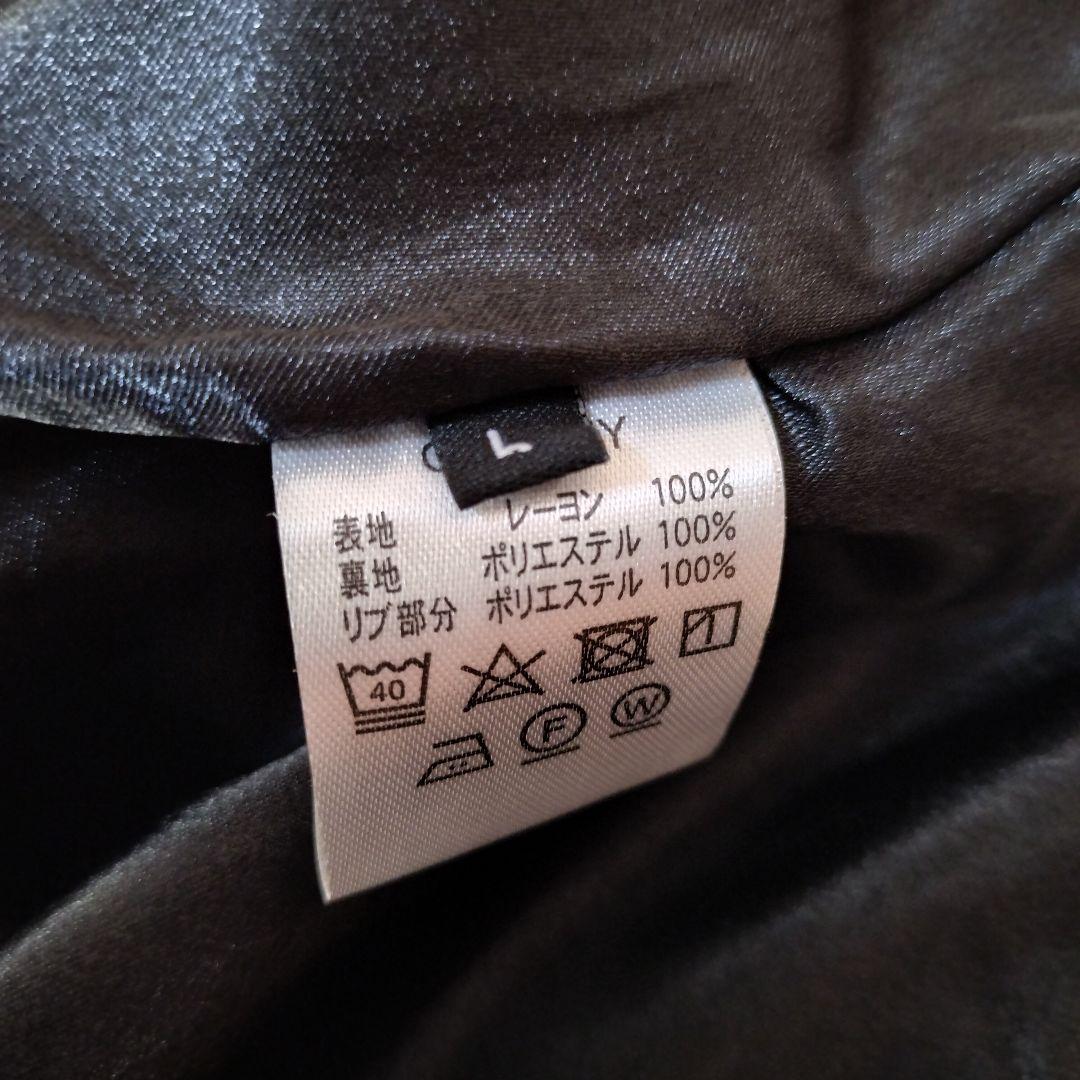 L
表地 レーヨン 100%
裏地 ポリエステル 100%
リブ部分 ポリエステル 100%
40
F W